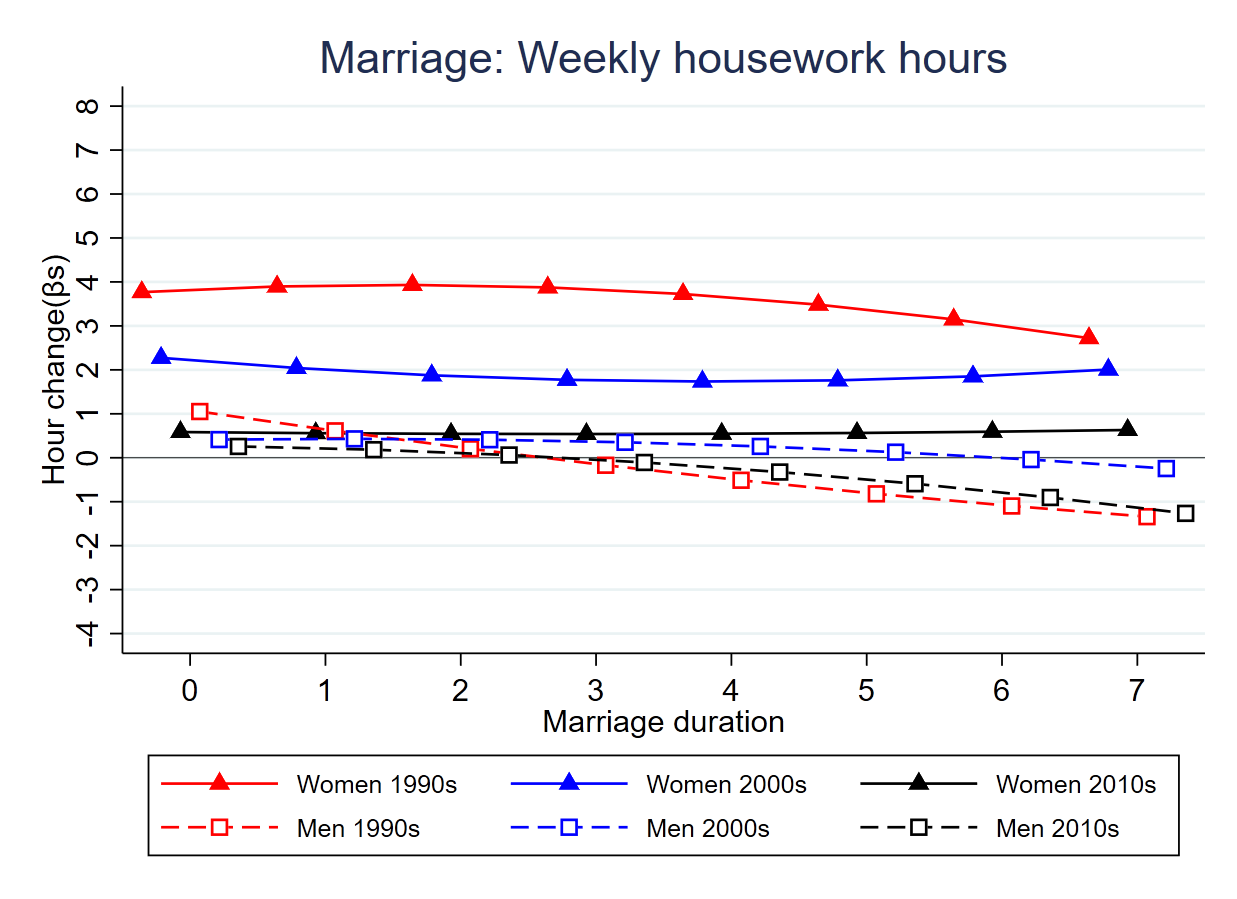 Marriage: Weekly housework hours
Hour change(βs)
8
7
6
5
4
3
2
1
0
-1
-2
-3
-4
0 1 2 3 4 5 6 7
Marriage duration
Women 1990s Women 2000s Women 2010s
Men 1990s Men 2000s Men 2010s